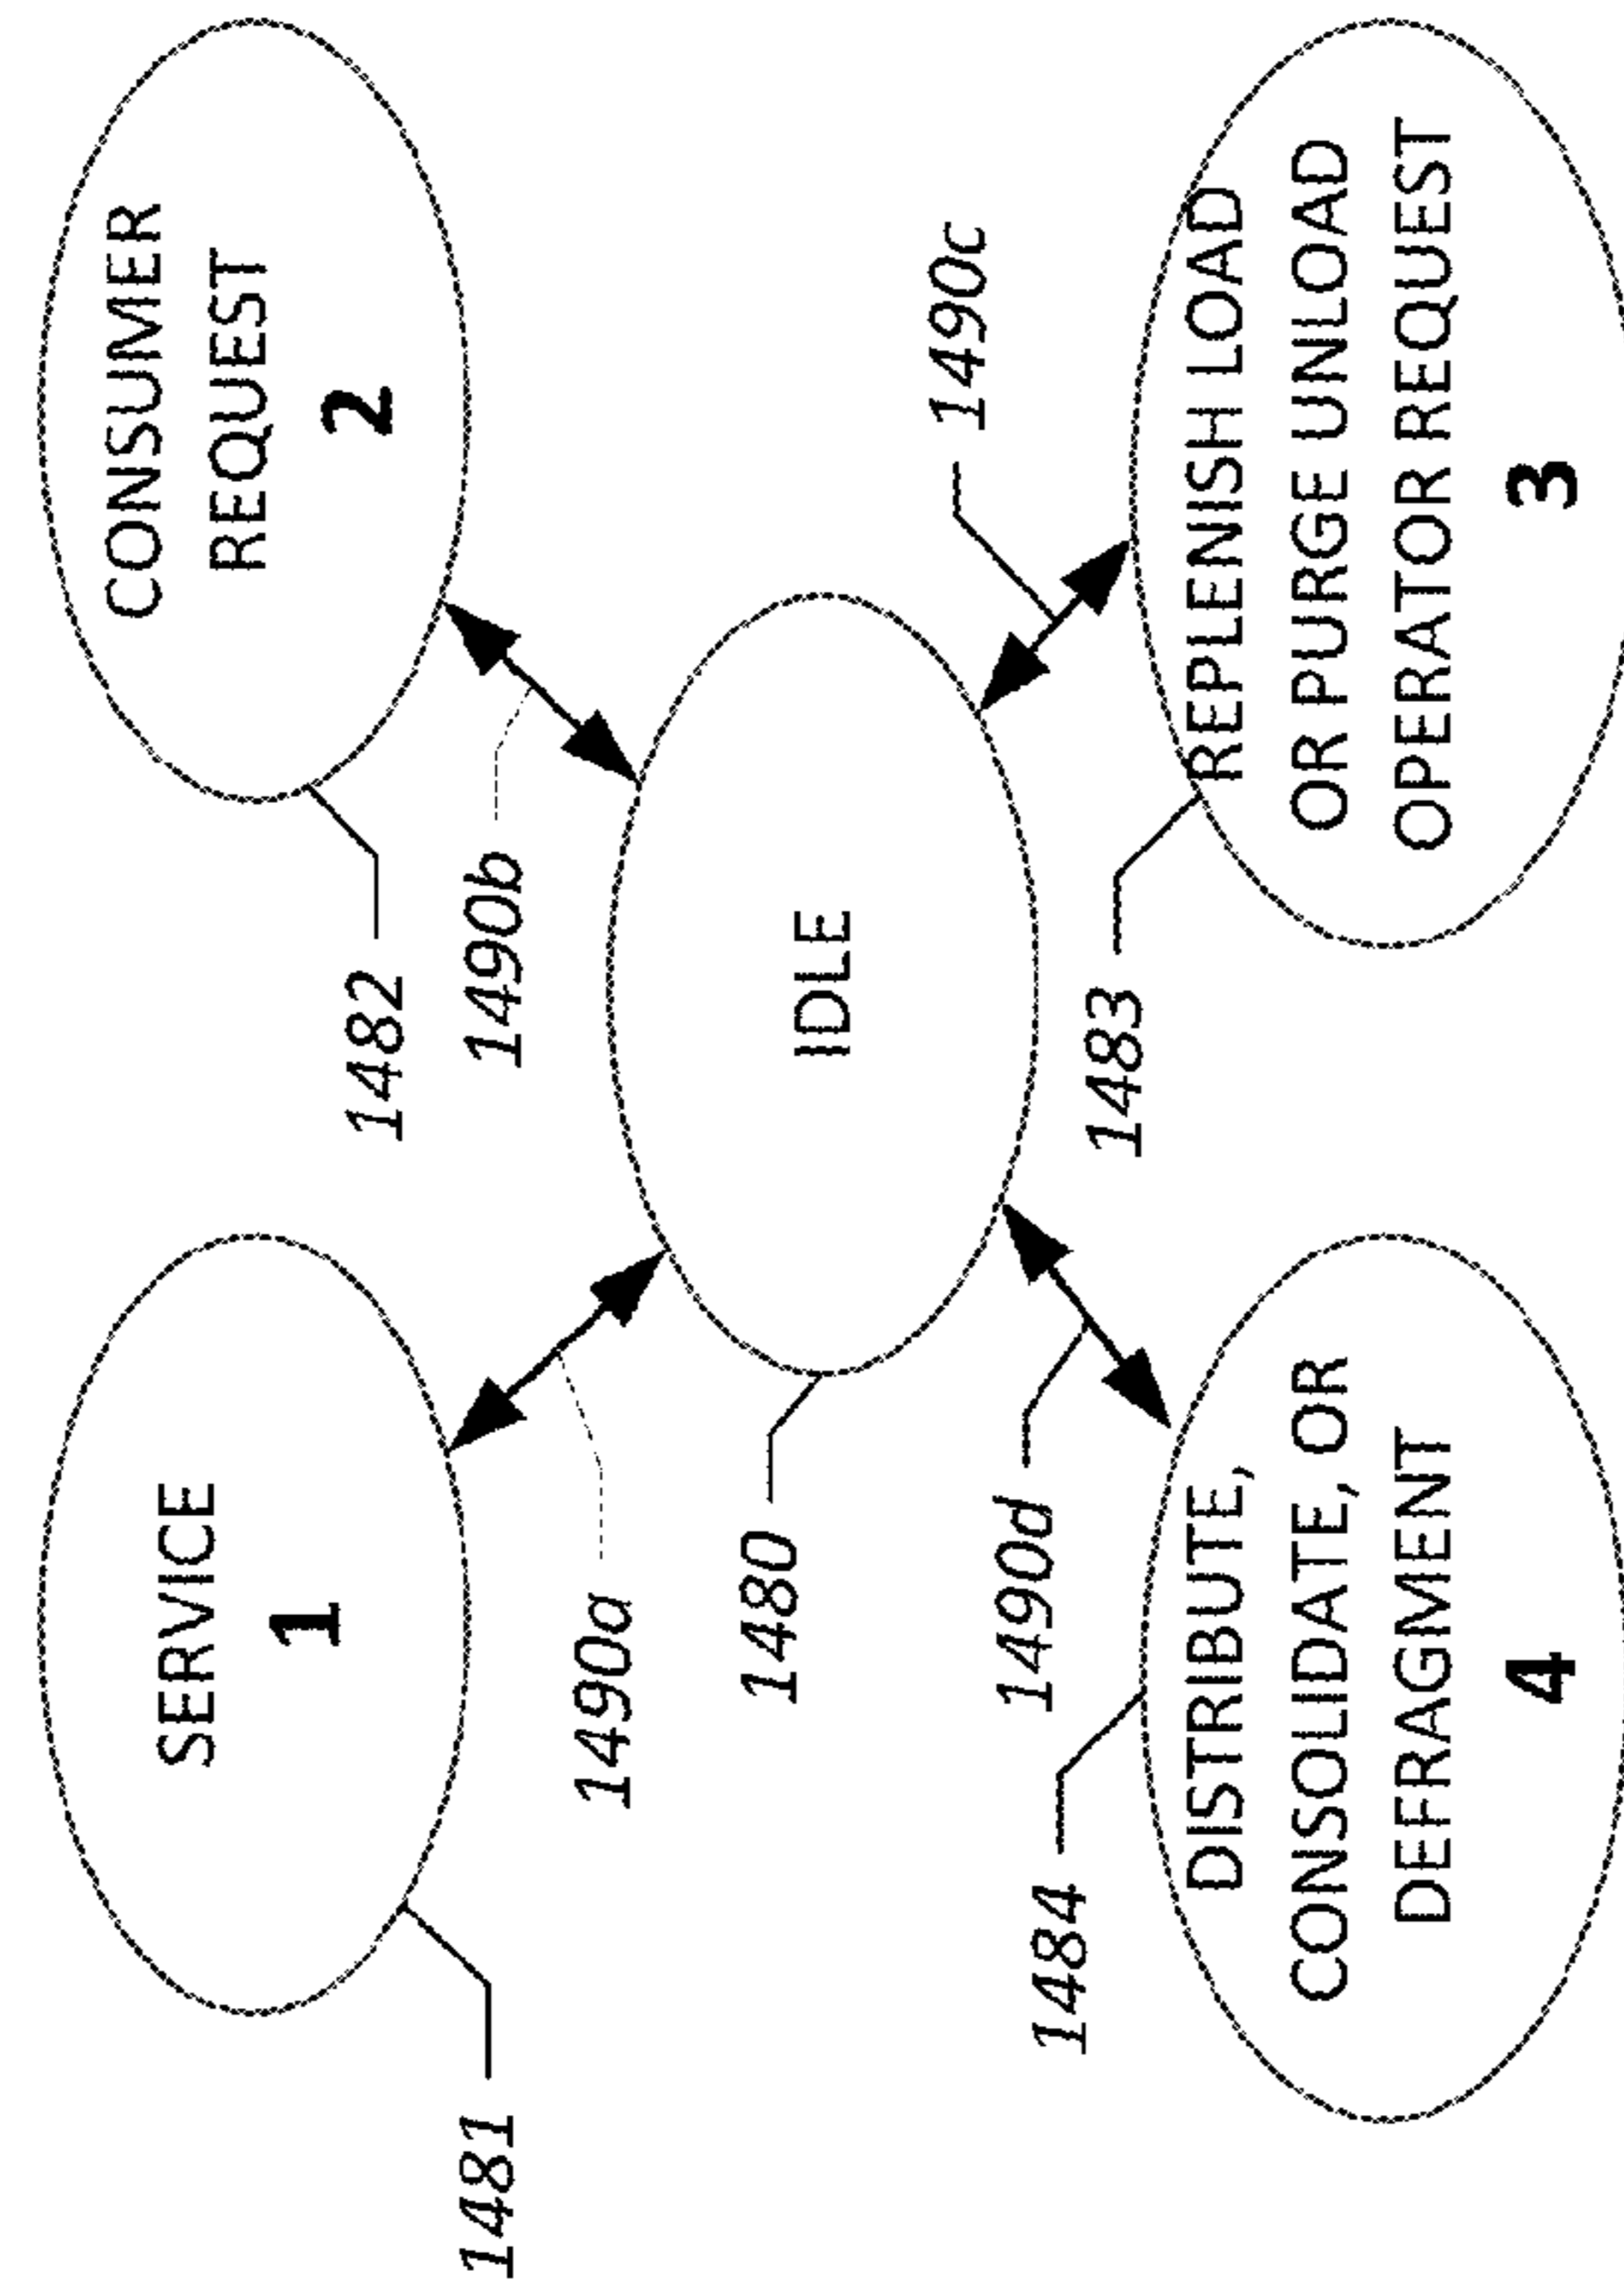 1481
SERVICE
1
1482
CONSUMER
REQUEST
2
1490a
1490b
1480
IDLE
1490d
1490c
1484
DISTRIBUTE,
CONSOLIDATE, OR
DEFRAGMENT
4
1483
REPLENISH LOAD
OR PURGE UNLOAD
OPERATOR REQUEST
3